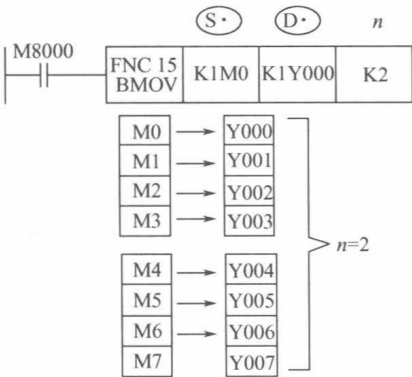 S· D· n
M8000
FNC 15 BMOV K1M0 K1Y000 K2
M0 → Y000
M1 → Y001
M2 → Y002
M3 → Y003
n=2
M4 → Y004
M5 → Y005
M6 → Y006
M7 Y007